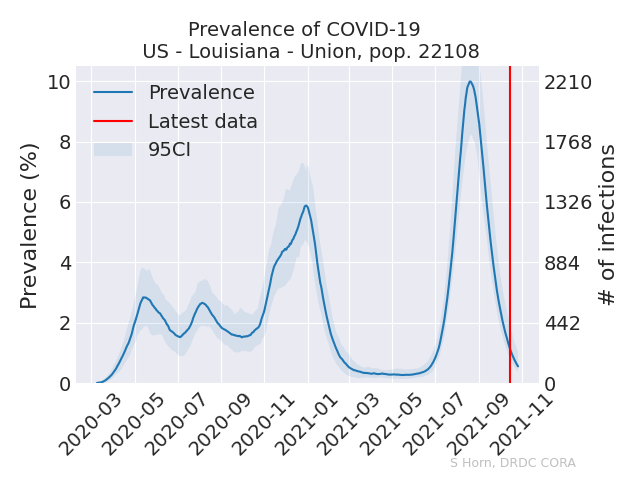 Prevalence of COVID-19
US - Louisiana - Union, pop. 22108
Prevalence
Latest data
95CI
Prevalence (%)
10
8
6
4
2
0
2210
1768
1326
884
442
0
# of infections
2020-03
2020-05
2020-07
2020-09
2020-11
2021-01
2021-03
2021-05
2021-07
2021-09
2021-11
S Horn, DRDC CORA